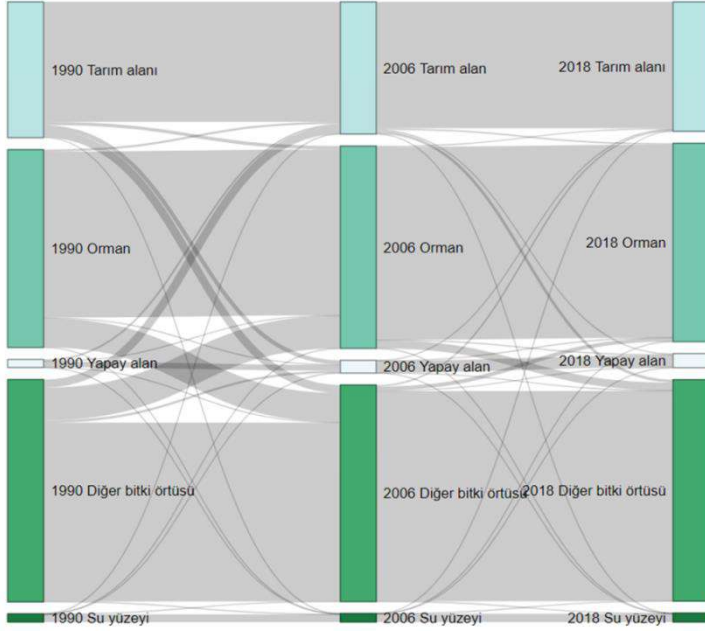 1990 Tarım alanı
2006 Tarım alan
2018 Tarım alanı
1990 Orman
2006 Orman
2018 Orman
1990 Yapay alan
2006 Yapay alan
2018 Yapay alan
1990 Diğer bitki örtüsü
2006 Diğer bitki örtüsü
2018 Diğer bitki örtüsü
1990 Su yüzeyi
2006 Su yüzeyi
2018 Su yüzeyi